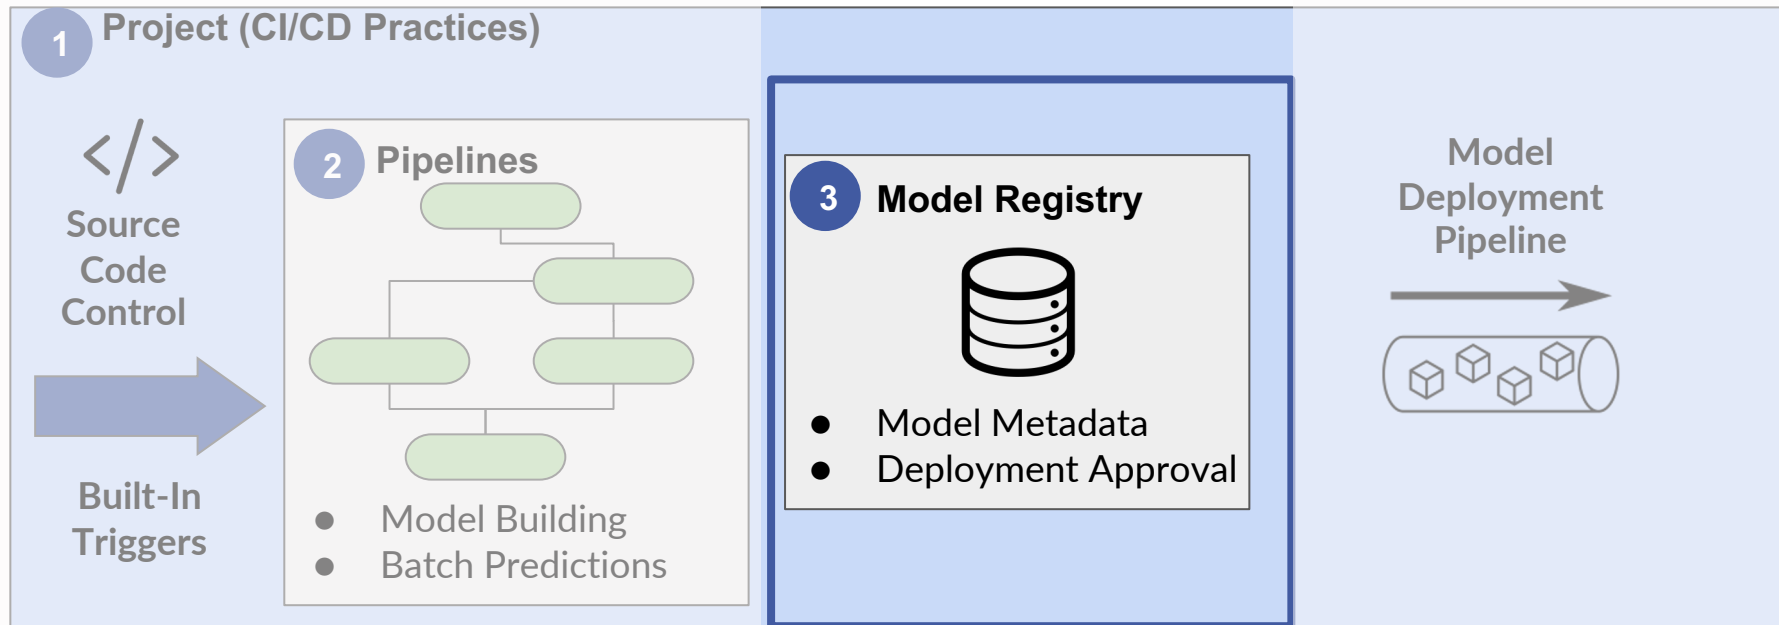 1 Project (CI/CD Practices)
</>
Source
Code
Control
Built-In
Triggers
2 Pipelines
● Model Building
● Batch Predictions
3 Model Registry
● Model Metadata
● Deployment Approval
Model
Deployment
Pipeline